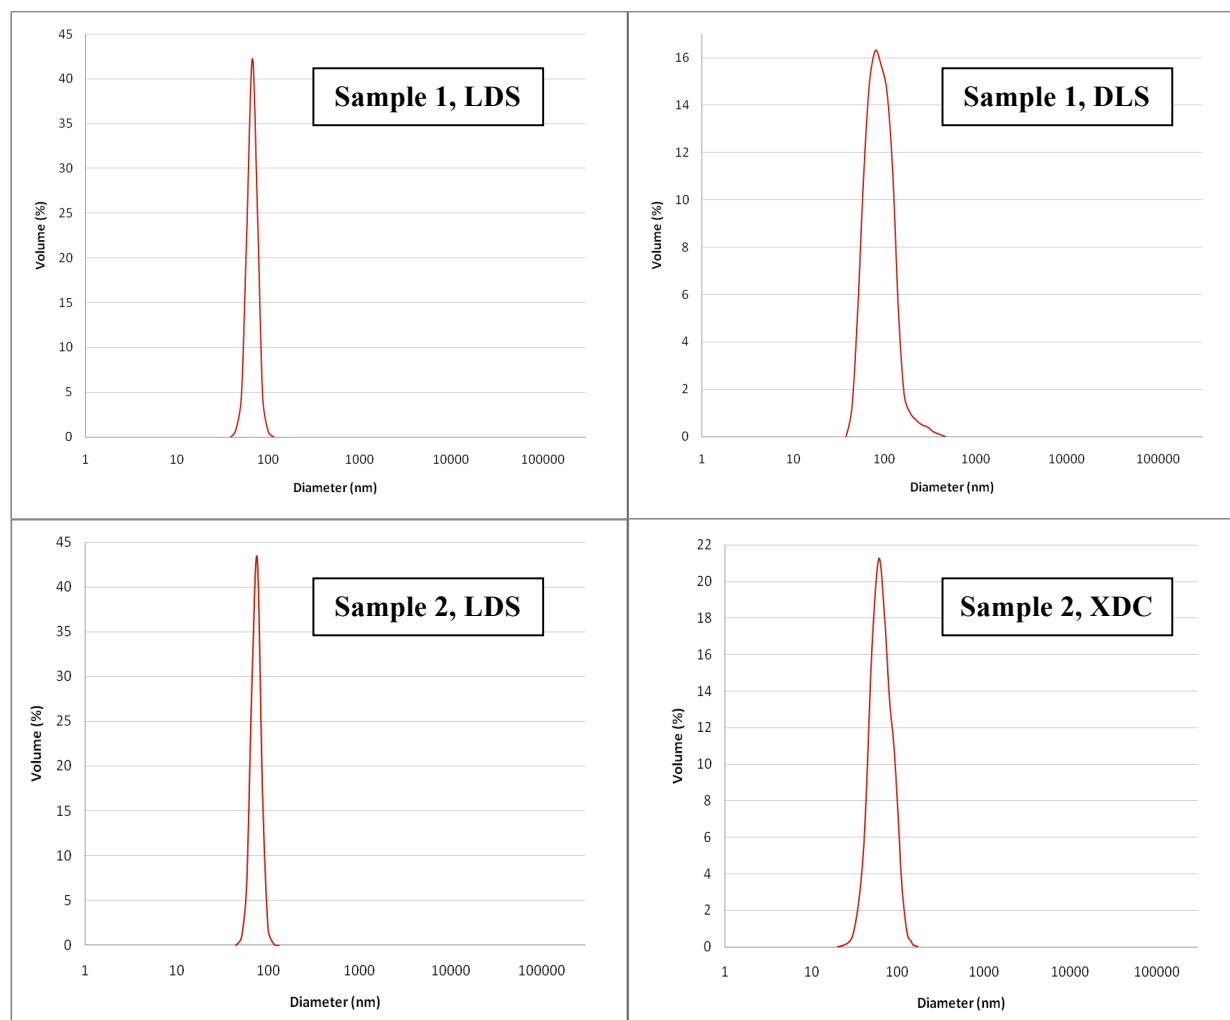 45
40
35
30
25
20
15
10
5
0
Volume (%)
Sample 1, LDS
1 10 100 1000 10000 100000
Diameter (nm)
16
14
12
10
8
6
4
2
0
Volume (%)
Sample 1, DLS
1 10 100 1000 10000 100000
Diameter (nm)
45
40
35
30
25
20
15
10
5
0
Volume (%)
Sample 2, LDS
1 10 100 1000 10000 100000
Diameter (nm)
22
20
18
16
14
12
10
8
6
4
2
0
Volume (%)
Sample 2, XDC
1 10 100 1000 10000 100000
Diameter (nm)